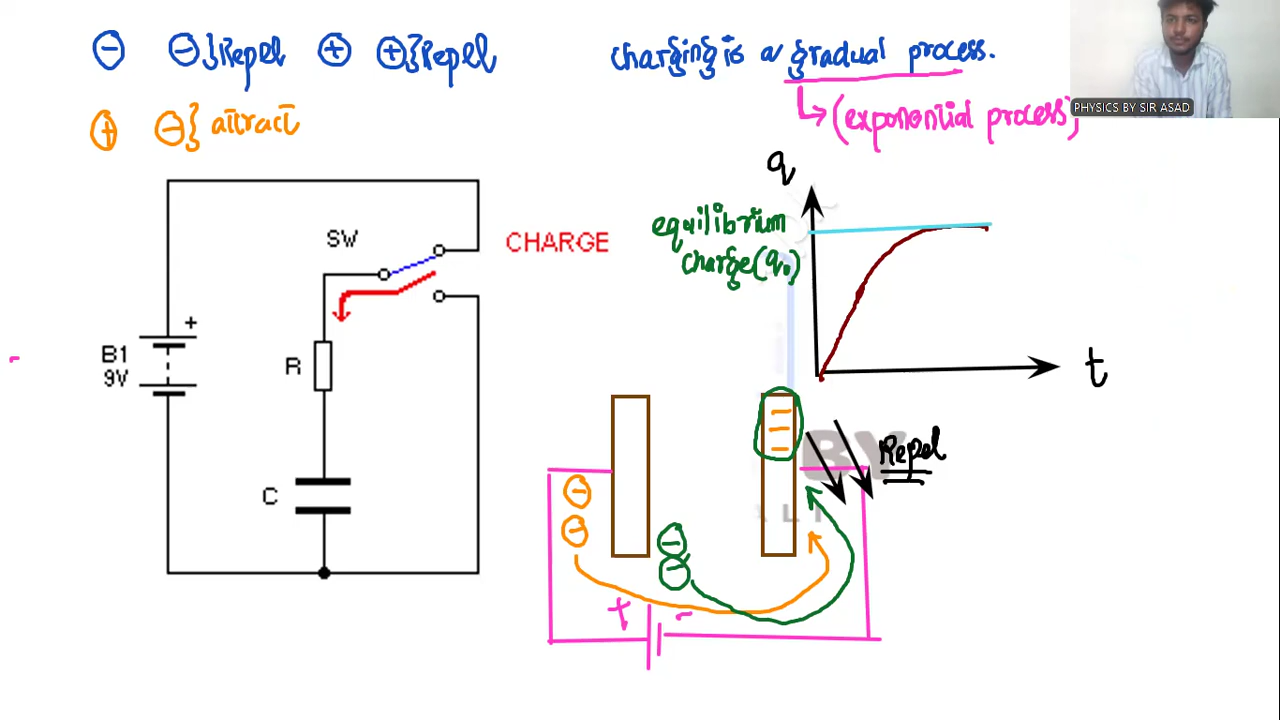 ⊖ ⊖}Repel ⊕ ⊕}Repel
⊕ ⊖} attract
charging is a gradual process.
(exponential process)
PHYSICS BY SIR ASAD
SW
CHARGE
+
B1
9V
R
C
q
equilibrium
charge(q₀)
t
Repel
BY
⊖
⊖
⊖
⊖
+ -